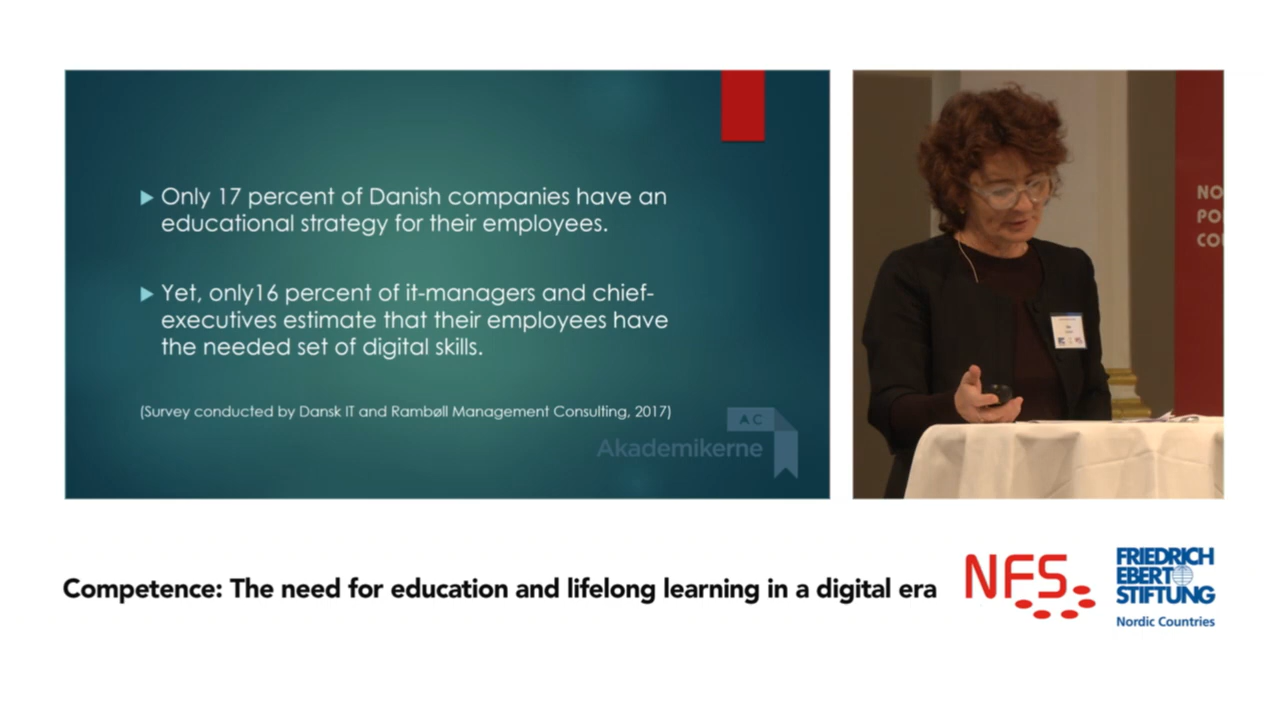 Only 17 percent of Danish companies have an
educational strategy for their employees.
Yet, only16 percent of it-managers and chief-
executives estimate that their employees have
the needed set of digital skills.
(Survey conducted by Dansk IT and Rambøll Management Consulting, 2017)
AC
Akademikerne
NO
PO
CO
Competence: The need for education and lifelong learning in a digital era
NFS
FRIEDRICH
EBERT
STIFTUNG
Nordic Countries